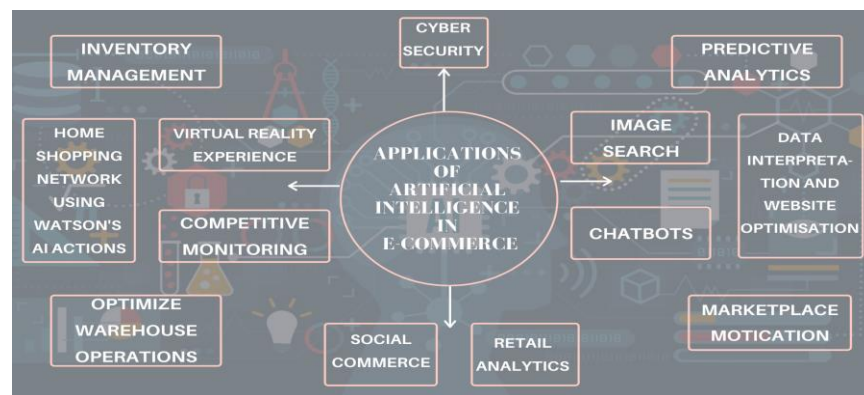 CYBER
SECURITY
INVENTORY
MANAGEMENT
PREDICTIVE
ANALYTICS
HOME
SHOPPING
NETWORK
USING
WATSON'S
AI ACTIONS
VIRTUAL REALITY
EXPERIENCE
COMPETITIVE
MONITORING
APPLICATIONS
OF
ARTIFICIAL
INTELLIGENCE
IN
E-COMMERCE
IMAGE
SEARCH
CHATBOTS
DATA
INTERPRETA-
TION AND
WEBSITE
OPTIMISATION
OPTIMIZE
WAREHOUSE
OPERATIONS
SOCIAL
COMMERCE
RETAIL
ANALYTICS
MARKETPLACE
MOTICATION